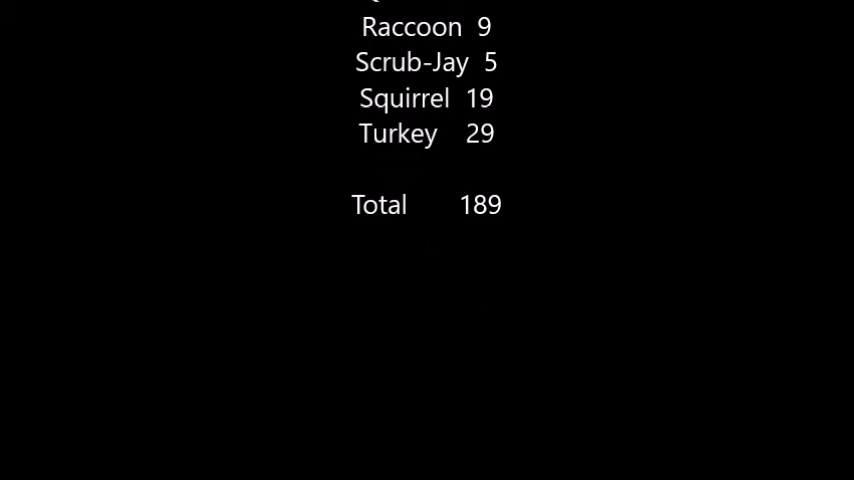 Raccoon 9
Scrub-Jay 5
Squirrel 19
Turkey 29
Total 189